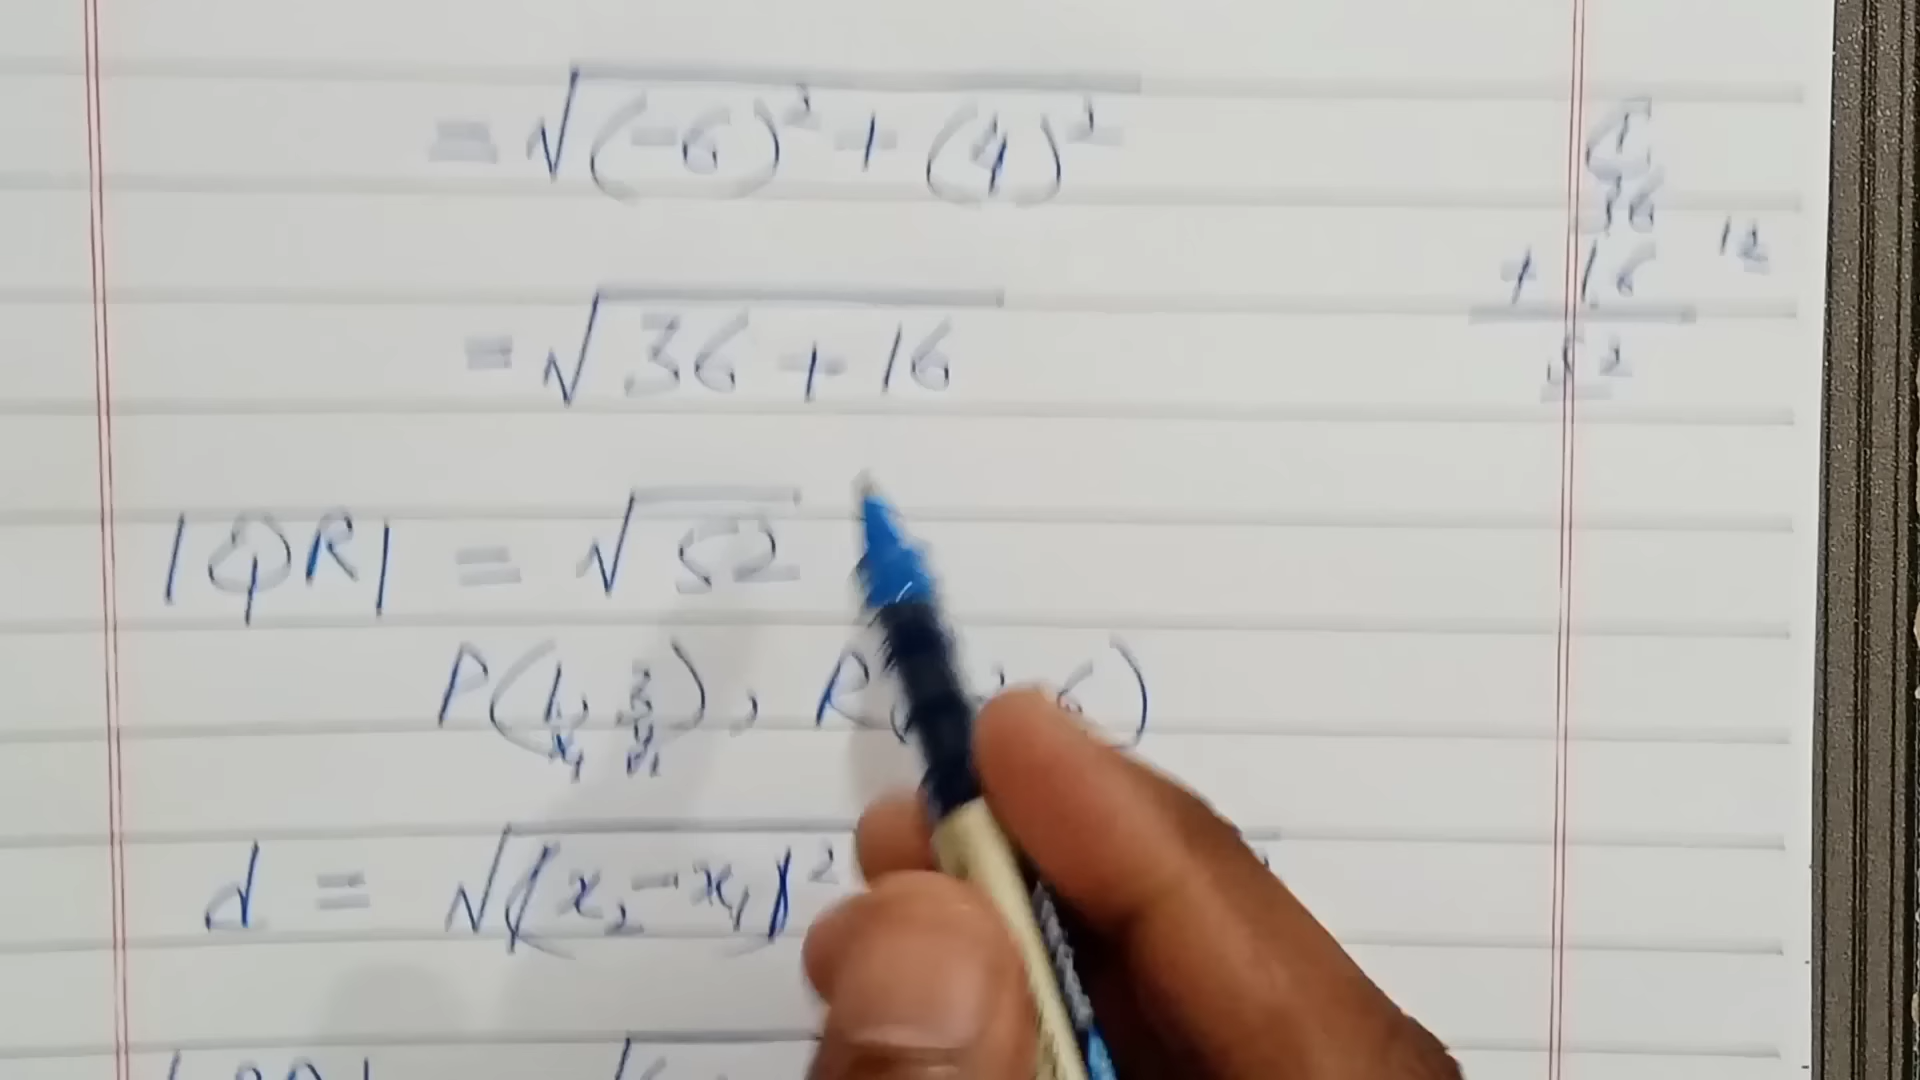 = √(-6)² + (4)²
= √36 + 16
|QR| = √52
P(1, 3), R
x₁ y₁
6)
d = √(x₂ - x₁)²
36
+ 16
52
12